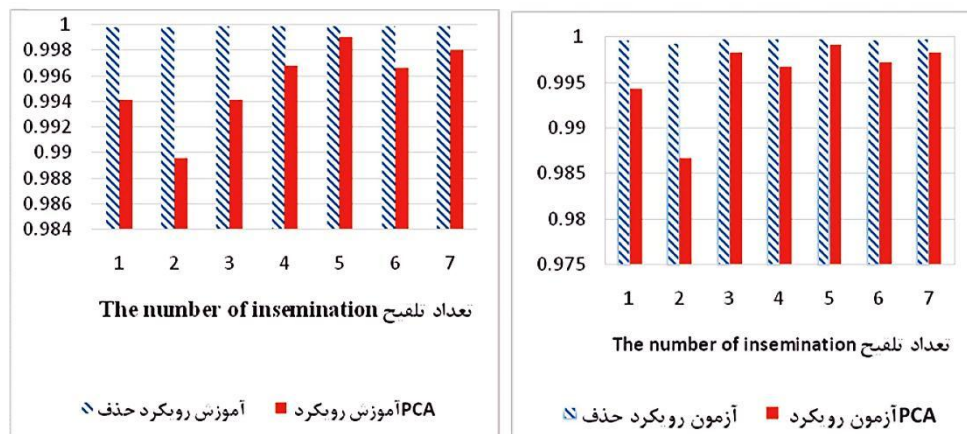 1
0.998
0.996
0.994
0.992
0.99
0.988
0.986
0.984
1 2 3 4 5 6 7
تعداد تلقیح The number of insemination
آموزش رویکرد حذف
آموزش رویکرد PCA
1
0.995
0.99
0.985
0.98
0.975
1 2 3 4 5 6 7
تعداد تلقیح The number of insemination
آزمون رویکرد حذف
آزمون رویکرد PCA